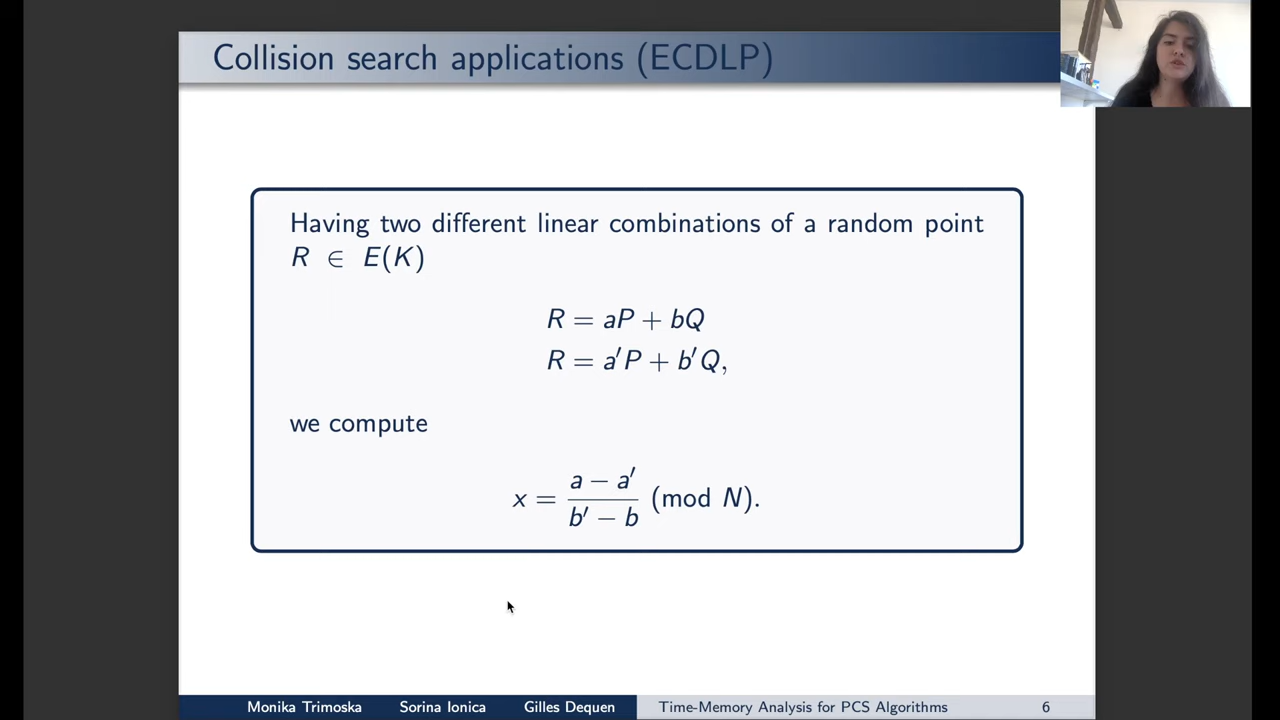 Collision search applications (ECDLP)
Having two different linear combinations of a random point
R ∈ E(K)
R = aP + bQ
R = a′P + b′Q,
we compute
x = (a − a′)/(b′ − b) (mod N).
Monika Trimoska Sorina Ionica Gilles Dequen Time-Memory Analysis for PCS Algorithms 6